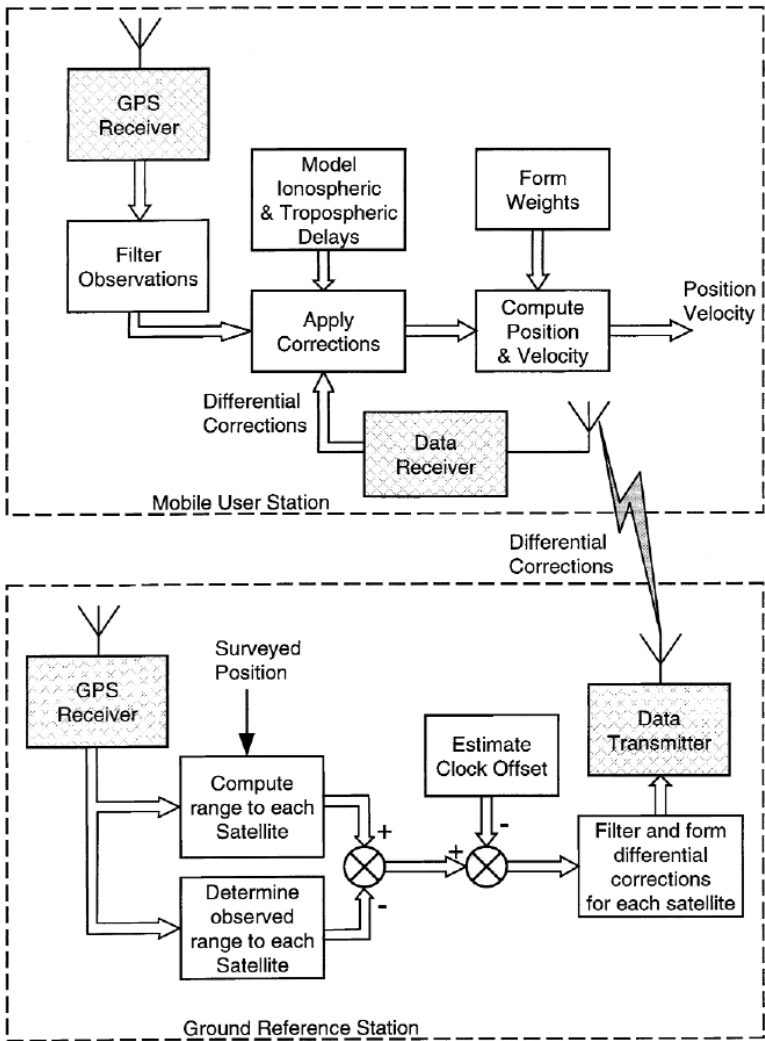 GPS
Receiver
Model
Ionospheric
& Tropospheric
Delays
Form
Weights
Filter
Observations
Apply
Corrections
Compute
Position
& Velocity
Position
Velocity
Differential
Corrections
Data
Receiver
Mobile User Station
Differential
Corrections
GPS
Receiver
Surveyed
Position
Data
Transmitter
Estimate
Clock Offset
Compute
range to each
Satellite
+
-
+
Filter and form
differential
corrections
for each satellite
Determine
observed
range to each
Satellite
-
Ground Reference Station